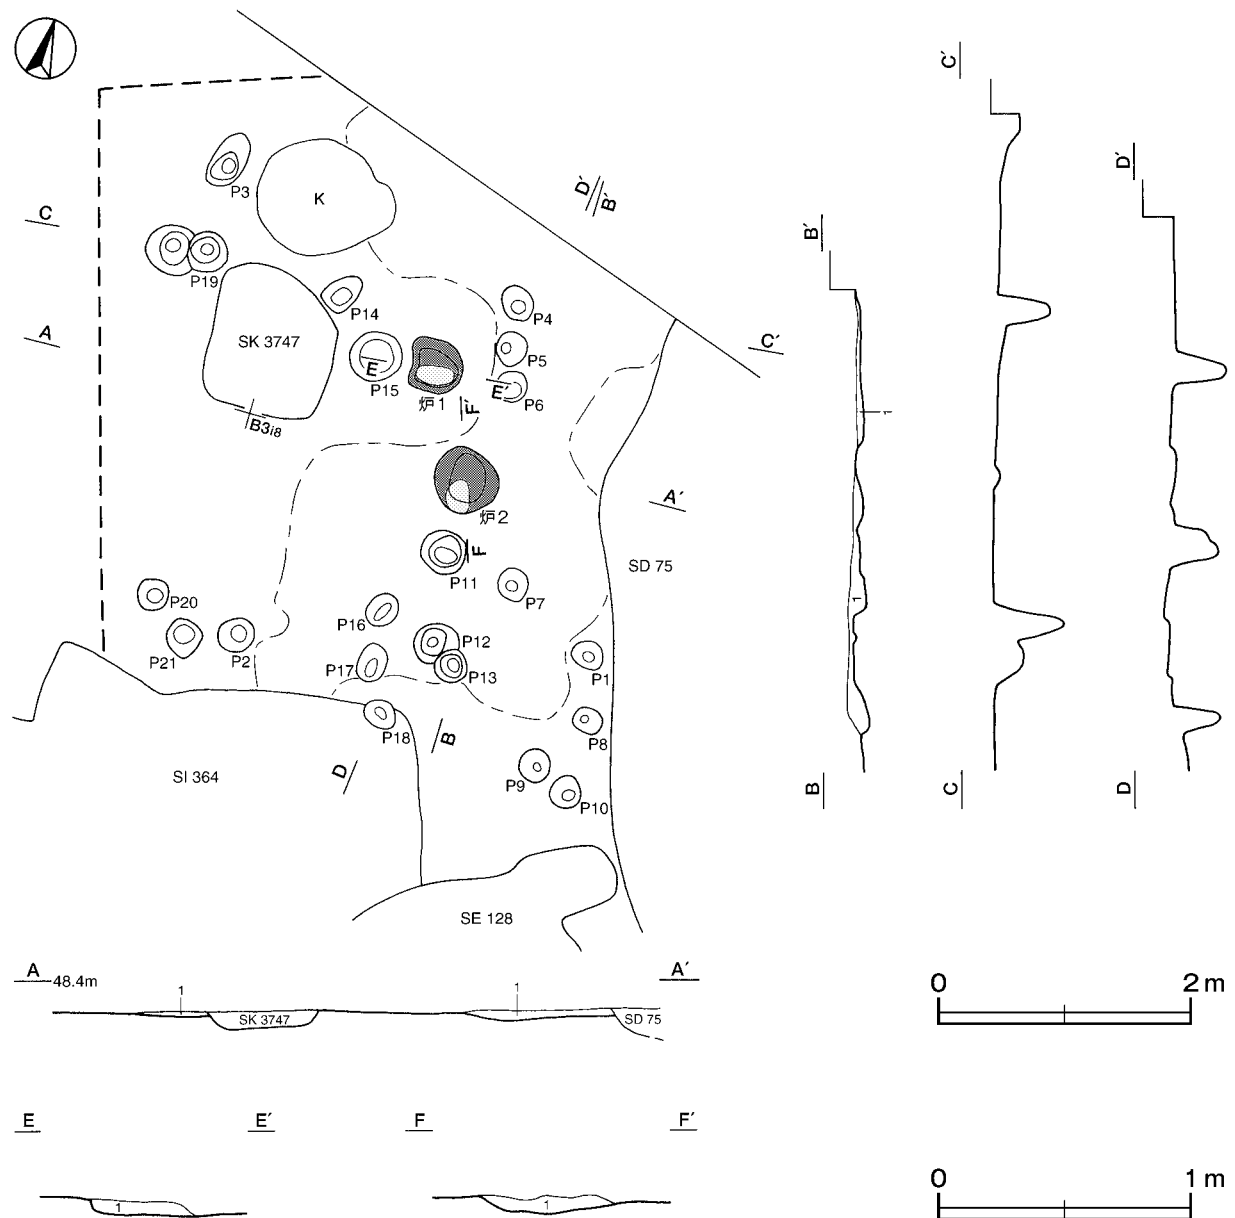 C´
D´
D´
B´
P3
K
C
B´
P19
P14
P4
SK 3747
A
P5
C´
E
P15
炉1
E´
P6
F´
B3i8
1
A´
炉2
SD 75
F
P11
P7
P20
P16
1
P21
P2
P12
P17
P13
P1
P18
B
P8
D
P9
P10
SI 364
B
C
D
SE 128
A
48.4m
1
1
A´
SK 3747
SD 75
0
2 m
E
E´
F
F´
1
1
0
1 m